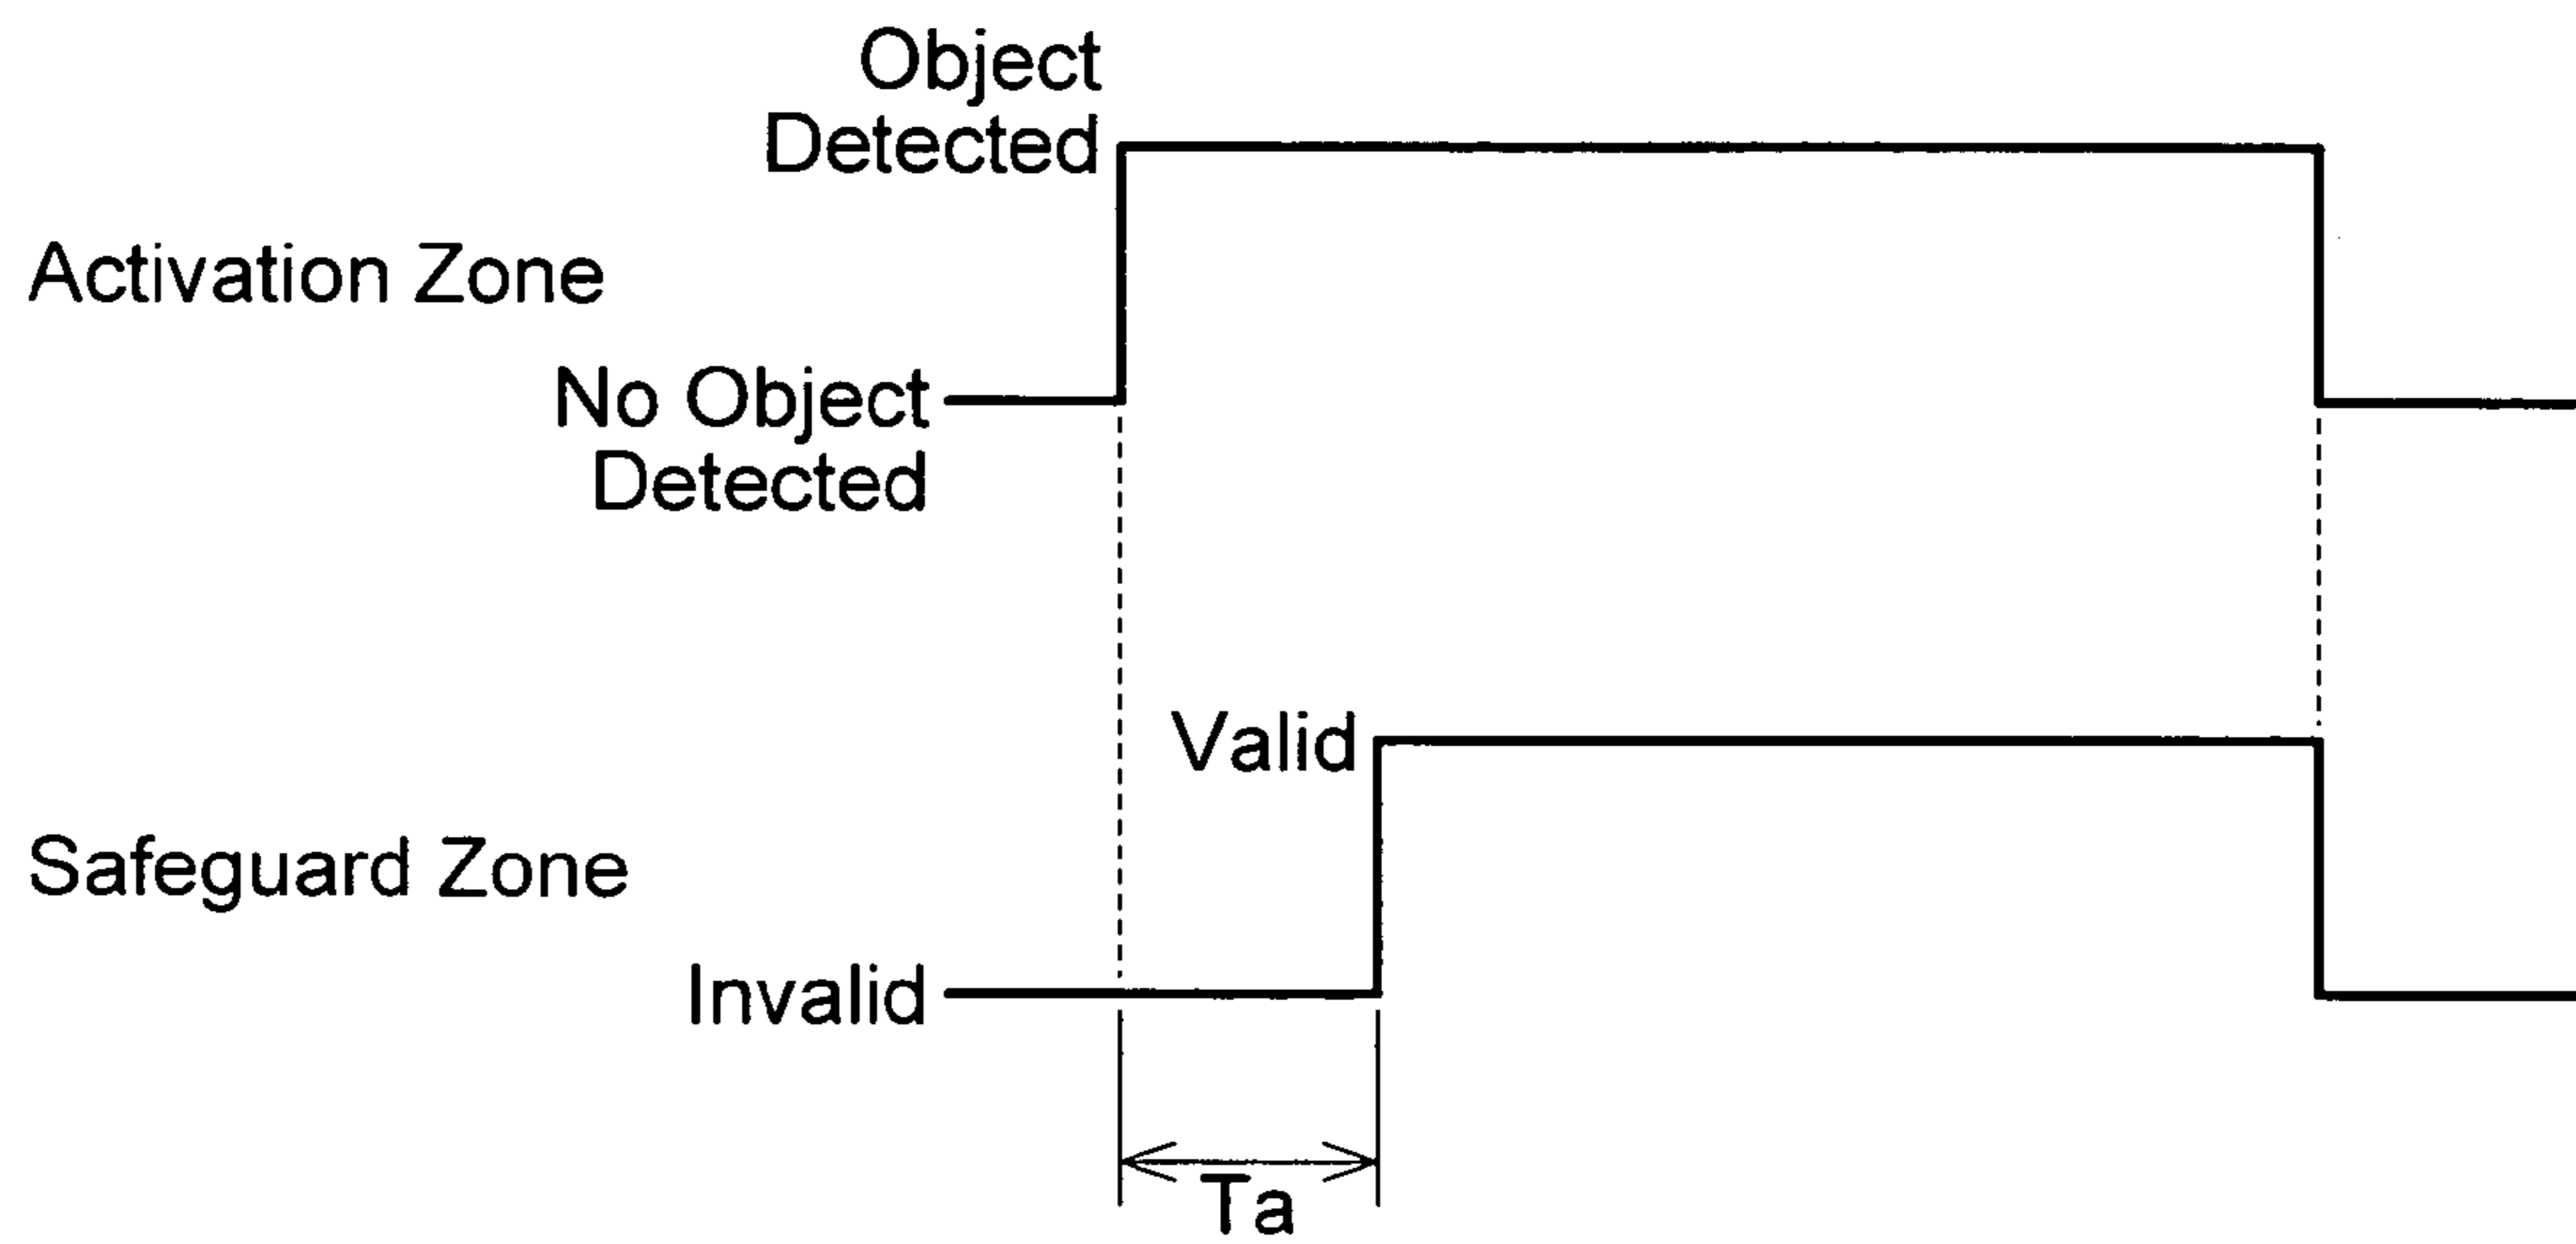 Object
Detected
Activation Zone
No Object
Detected
Valid
Safeguard Zone
Invalid
Ta